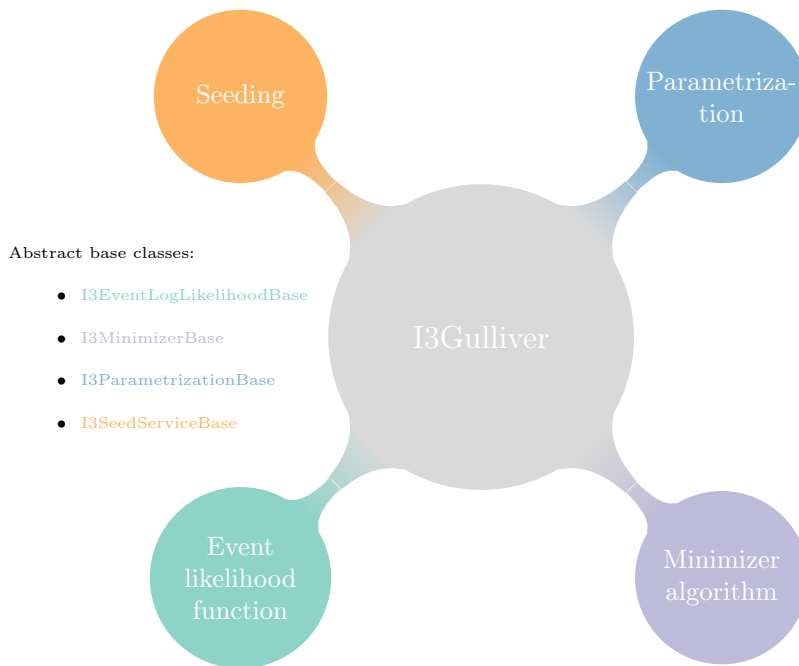 Seeding
Parametriza-
tion
Abstract base classes:
• I3EventLogLikelihoodBase
• I3MinimizerBase
• I3ParametrizationBase
• I3SeedServiceBase
I3Gulliver
Event
likelihood
function
Minimizer
algorithm